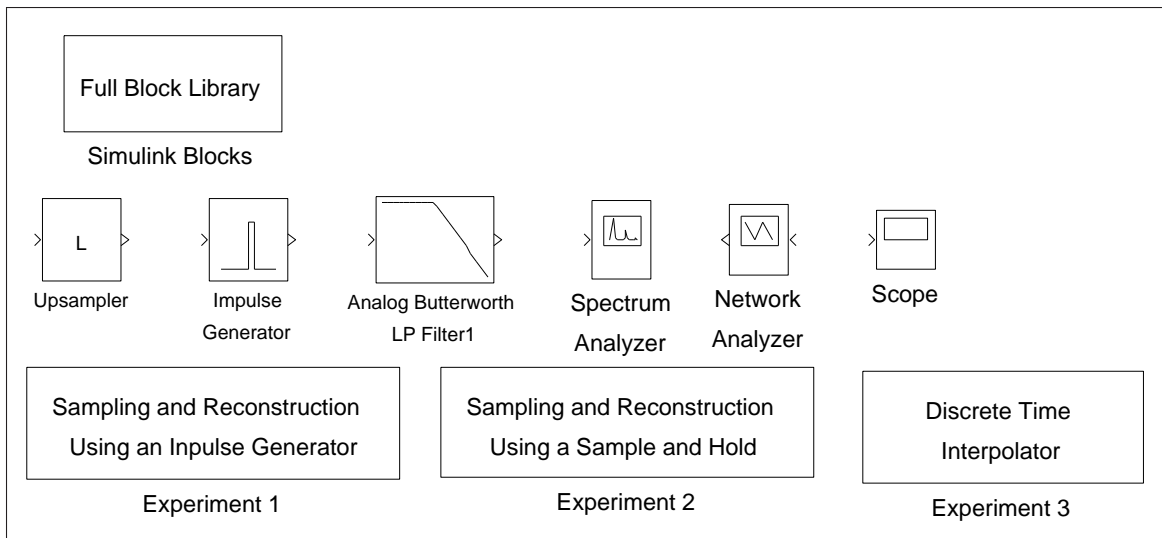 Full Block Library
Simulink Blocks
L
Upsampler
Impulse
Generator
Analog Butterworth
LP Filter1
Spectrum
Analyzer
Network
Analyzer
Scope
Sampling and Reconstruction
Using an Inpulse Generator
Experiment 1
Sampling and Reconstruction
Using a Sample and Hold
Experiment 2
Discrete Time
Interpolator
Experiment 3